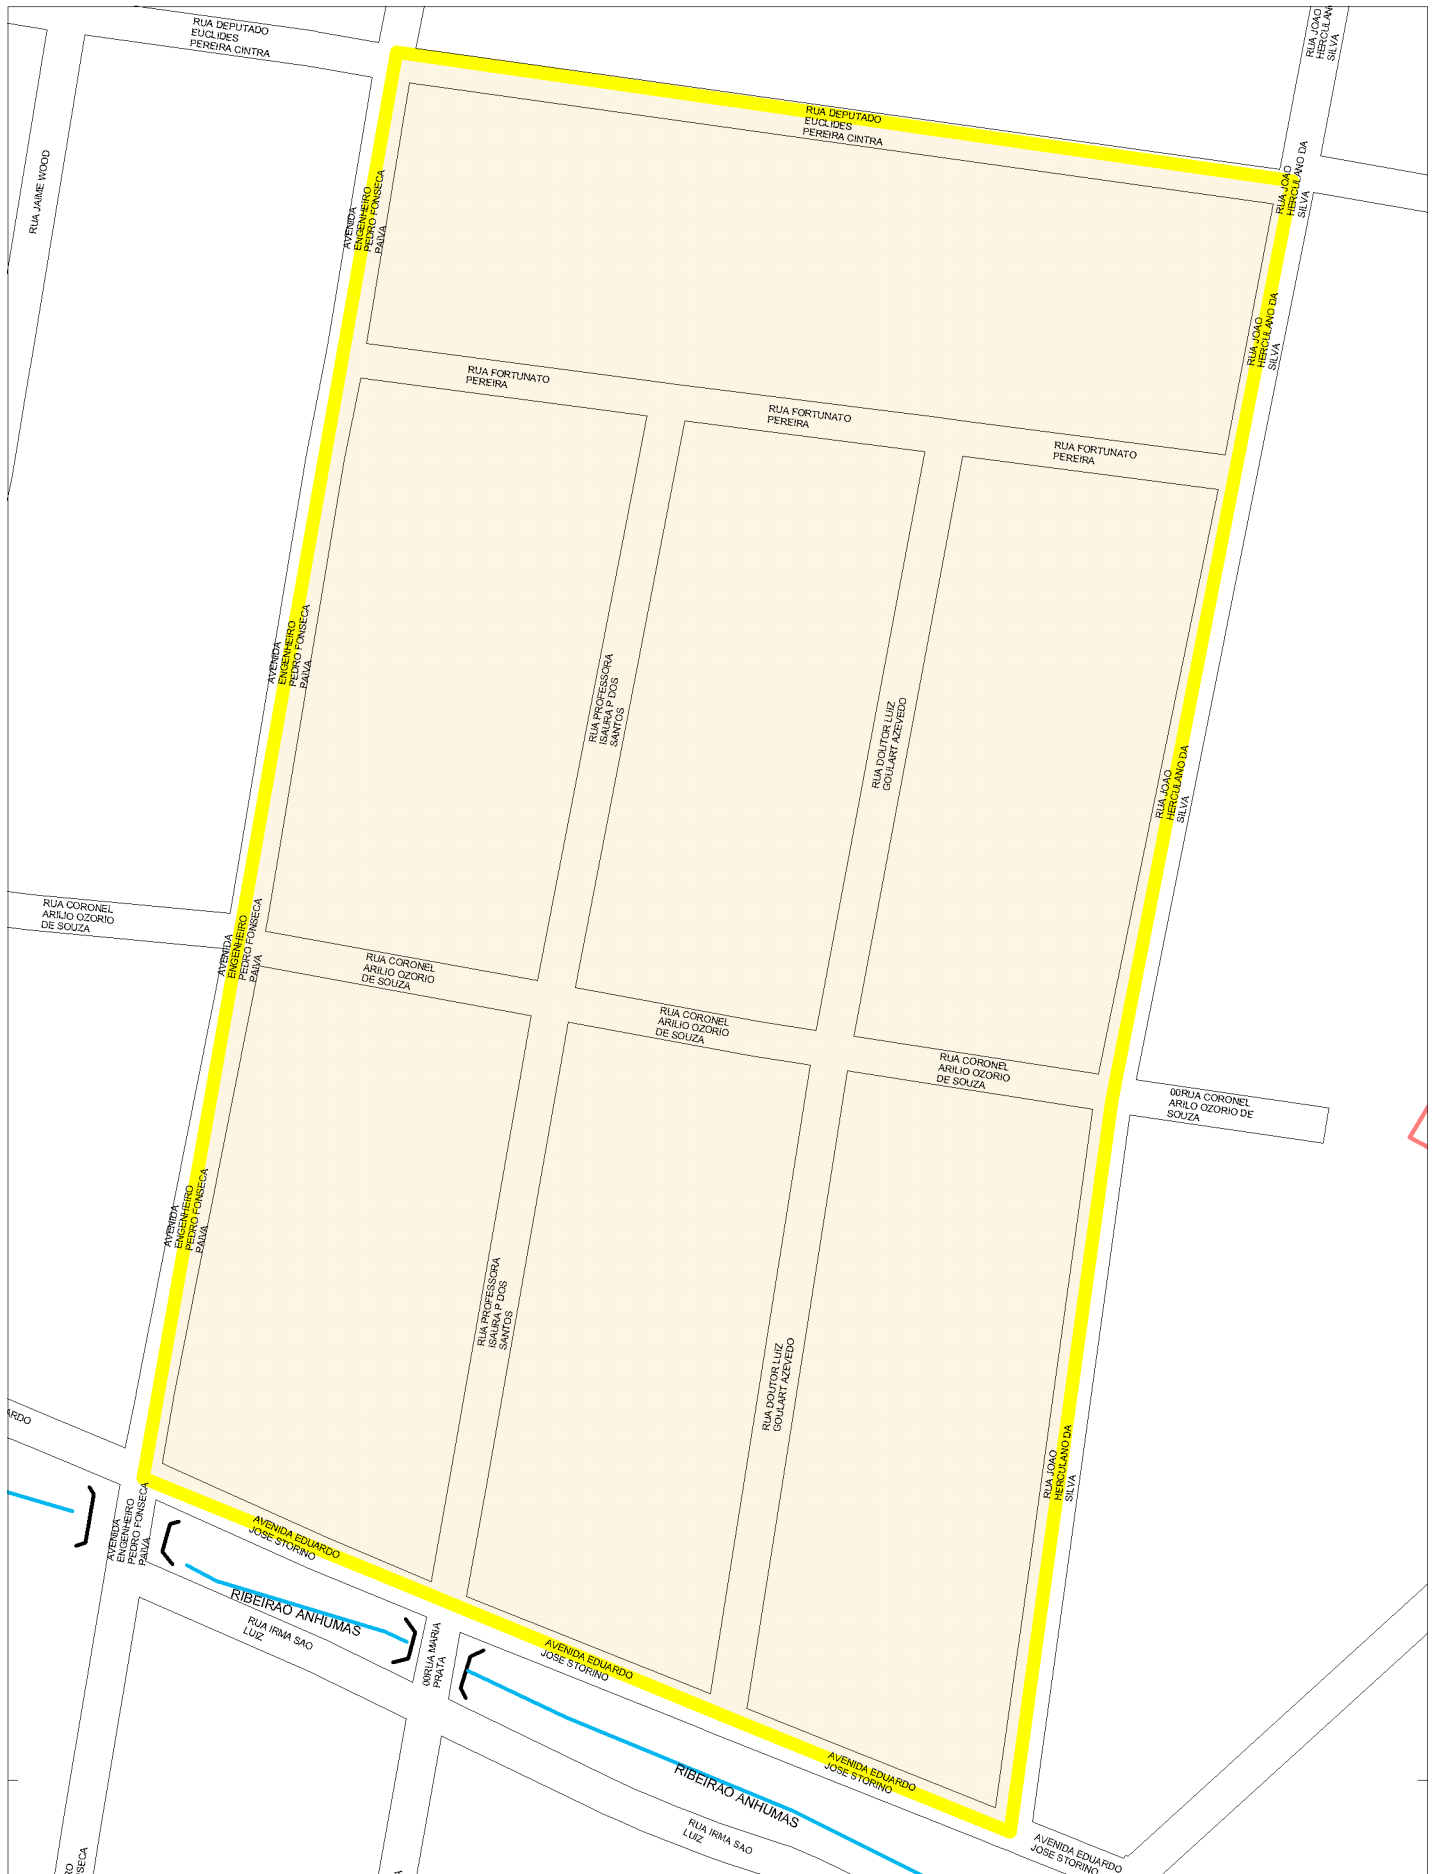 RUA DEPUTADO
EUCLIDES
PEREIRA CINTRA
RUA JOAO
HERCULANO
SILVA
RUA DEPUTADO
EUCLIDES
PEREIRA CINTRA
RUA JAIME WOOD
AVENIDA
ENGENHEIRO
PEDRO FONSECA
PAIVA
RUA JOAO
HERCULANO DA
SILVA
RUA JOAO
HERCULANO DA
SILVA
RUA FORTUNATO
PEREIRA
RUA FORTUNATO
PEREIRA
RUA FORTUNATO
PEREIRA
AVENIDA
ENGENHEIRO
PEDRO FONSECA
PAIVA
RUA PROFESSORA
ISAURA P DOS
SANTOS
RUA DOUTOR LUIZ
GOULART AZEVEDO
RUA JOAO
HERCULANO DA
SILVA
RUA CORONEL
ARILIO OZORIO
DE SOUZA
AVENIDA
ENGENHEIRO
PEDRO FONSECA
PAIVA
RUA CORONEL
ARILIO OZORIO
DE SOUZA
RUA CORONEL
ARILIO OZORIO
DE SOUZA
RUA CORONEL
ARILIO OZORIO
DE SOUZA
00RUA CORONEL
ARILO OZORIO DE
SOUZA
AVENIDA
ENGENHEIRO
PEDRO FONSECA
PAIVA
RUA PROFESSORA
ISAURA P DOS
SANTOS
RUA DOUTOR LUIZ
GOULART AZEVEDO
RUA JOAO
HERCULANO DA
SILVA
ARDO
AVENIDA
ENGENHEIRO
PEDRO FONSECA
PAIVA
AVENIDA EDUARDO
JOSE STORINO
RIBEIRAO ANHUMAS
RUA IRMA SAO
LUIZ
00RUA MARIA
PRATA
AVENIDA EDUARDO
JOSE STORINO
AVENIDA EDUARDO
JOSE STORINO
RIBEIRAO ANHUMAS
RUA IRMA SAO
LUIZ
AVENIDA EDUARDO
JOSE STORINO
RO
SECA
A